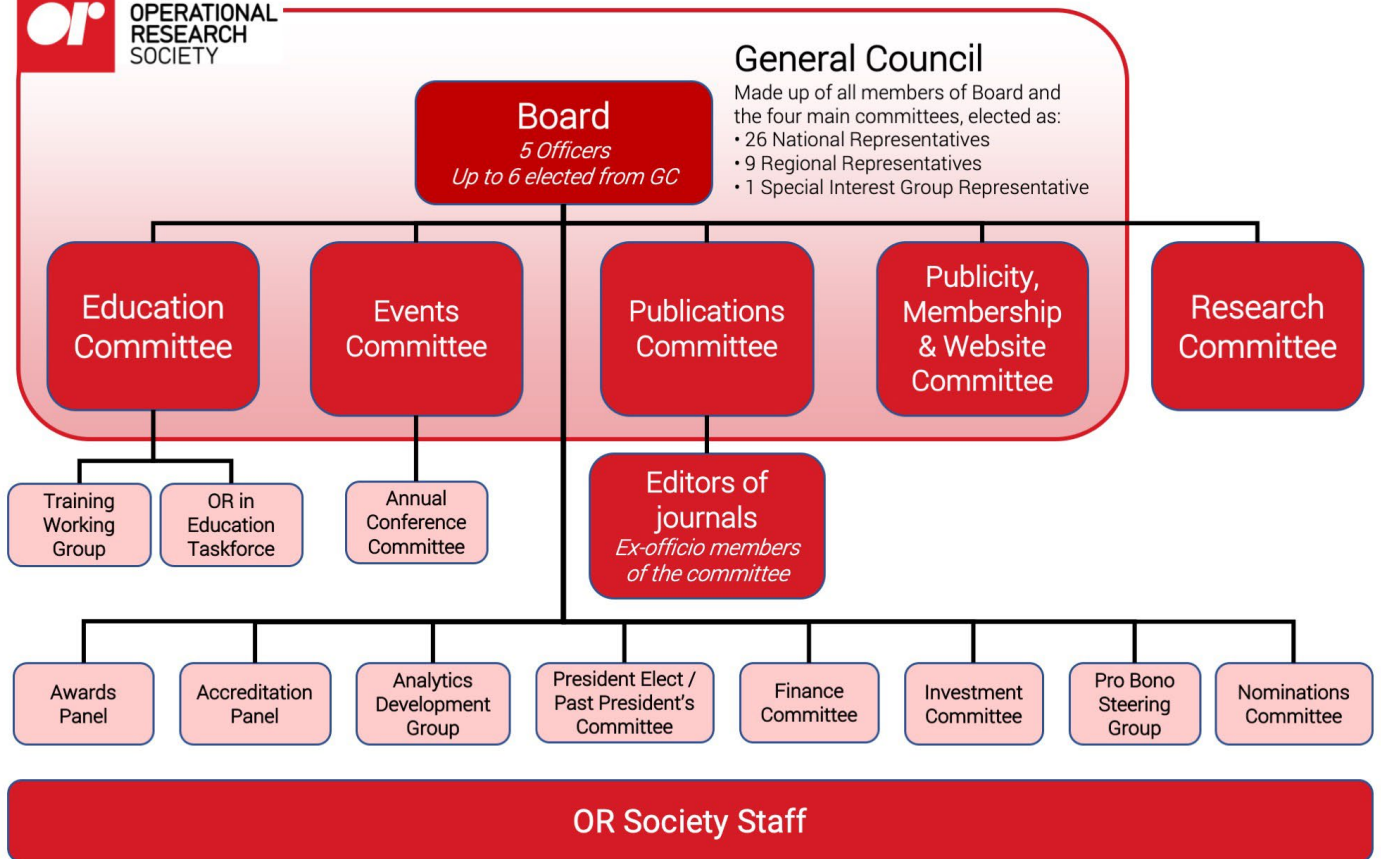 or
OPERATIONAL
RESEARCH
SOCIETY
Board
5 Officers
Up to 6 elected from GC
General Council
Made up of all members of Board and
the four main committees, elected as:
• 26 National Representatives
• 9 Regional Representatives
• 1 Special Interest Group Representative
Education
Committee
Events
Committee
Publications
Committee
Publicity,
Membership
& Website
Committee
Research
Committee
Training
Working
Group
OR in
Education
Taskforce
Annual
Conference
Committee
Editors of
journals
Ex-officio members
of the committee
Awards
Panel
Accreditation
Panel
Analytics
Development
Group
President Elect /
Past President's
Committee
Finance
Committee
Investment
Committee
Pro Bono
Steering
Group
Nominations
Committee
OR Society Staff